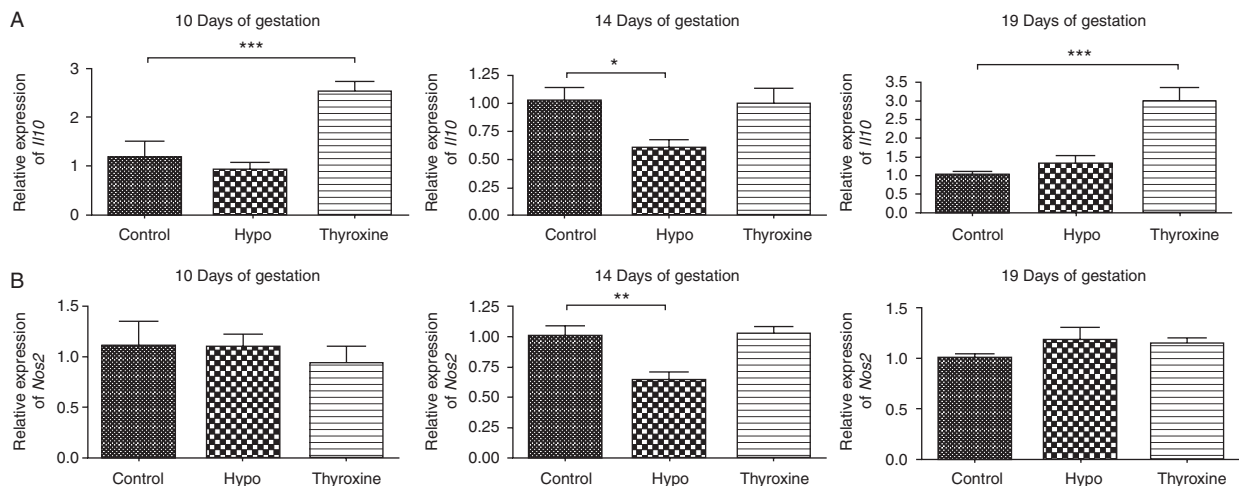 A
10 Days of gestation
***
Relative expression
of Il10
3
2
1
0
Control Hypo Thyroxine
14 Days of gestation
*
Relative expression
of Il10
1.25
1.00
0.75
0.50
0.25
0.00
Control Hypo Thyroxine
19 Days of gestation
***
Relative expression
of Il10
3.5
3.0
2.5
2.0
1.5
1.0
0.5
0.0
Control Hypo Thyroxine
B
10 Days of gestation
Relative expression
of Nos2
1.5
1.0
0.5
0.0
Control Hypo Thyroxine
14 Days of gestation
**
Relative expression
of Nos2
1.25
1.00
0.75
0.50
0.25
0.00
Control Hypo Thyroxine
19 Days of gestation
Relative expression
of Nos2
1.5
1.0
0.5
0.0
Control Hypo Thyroxine